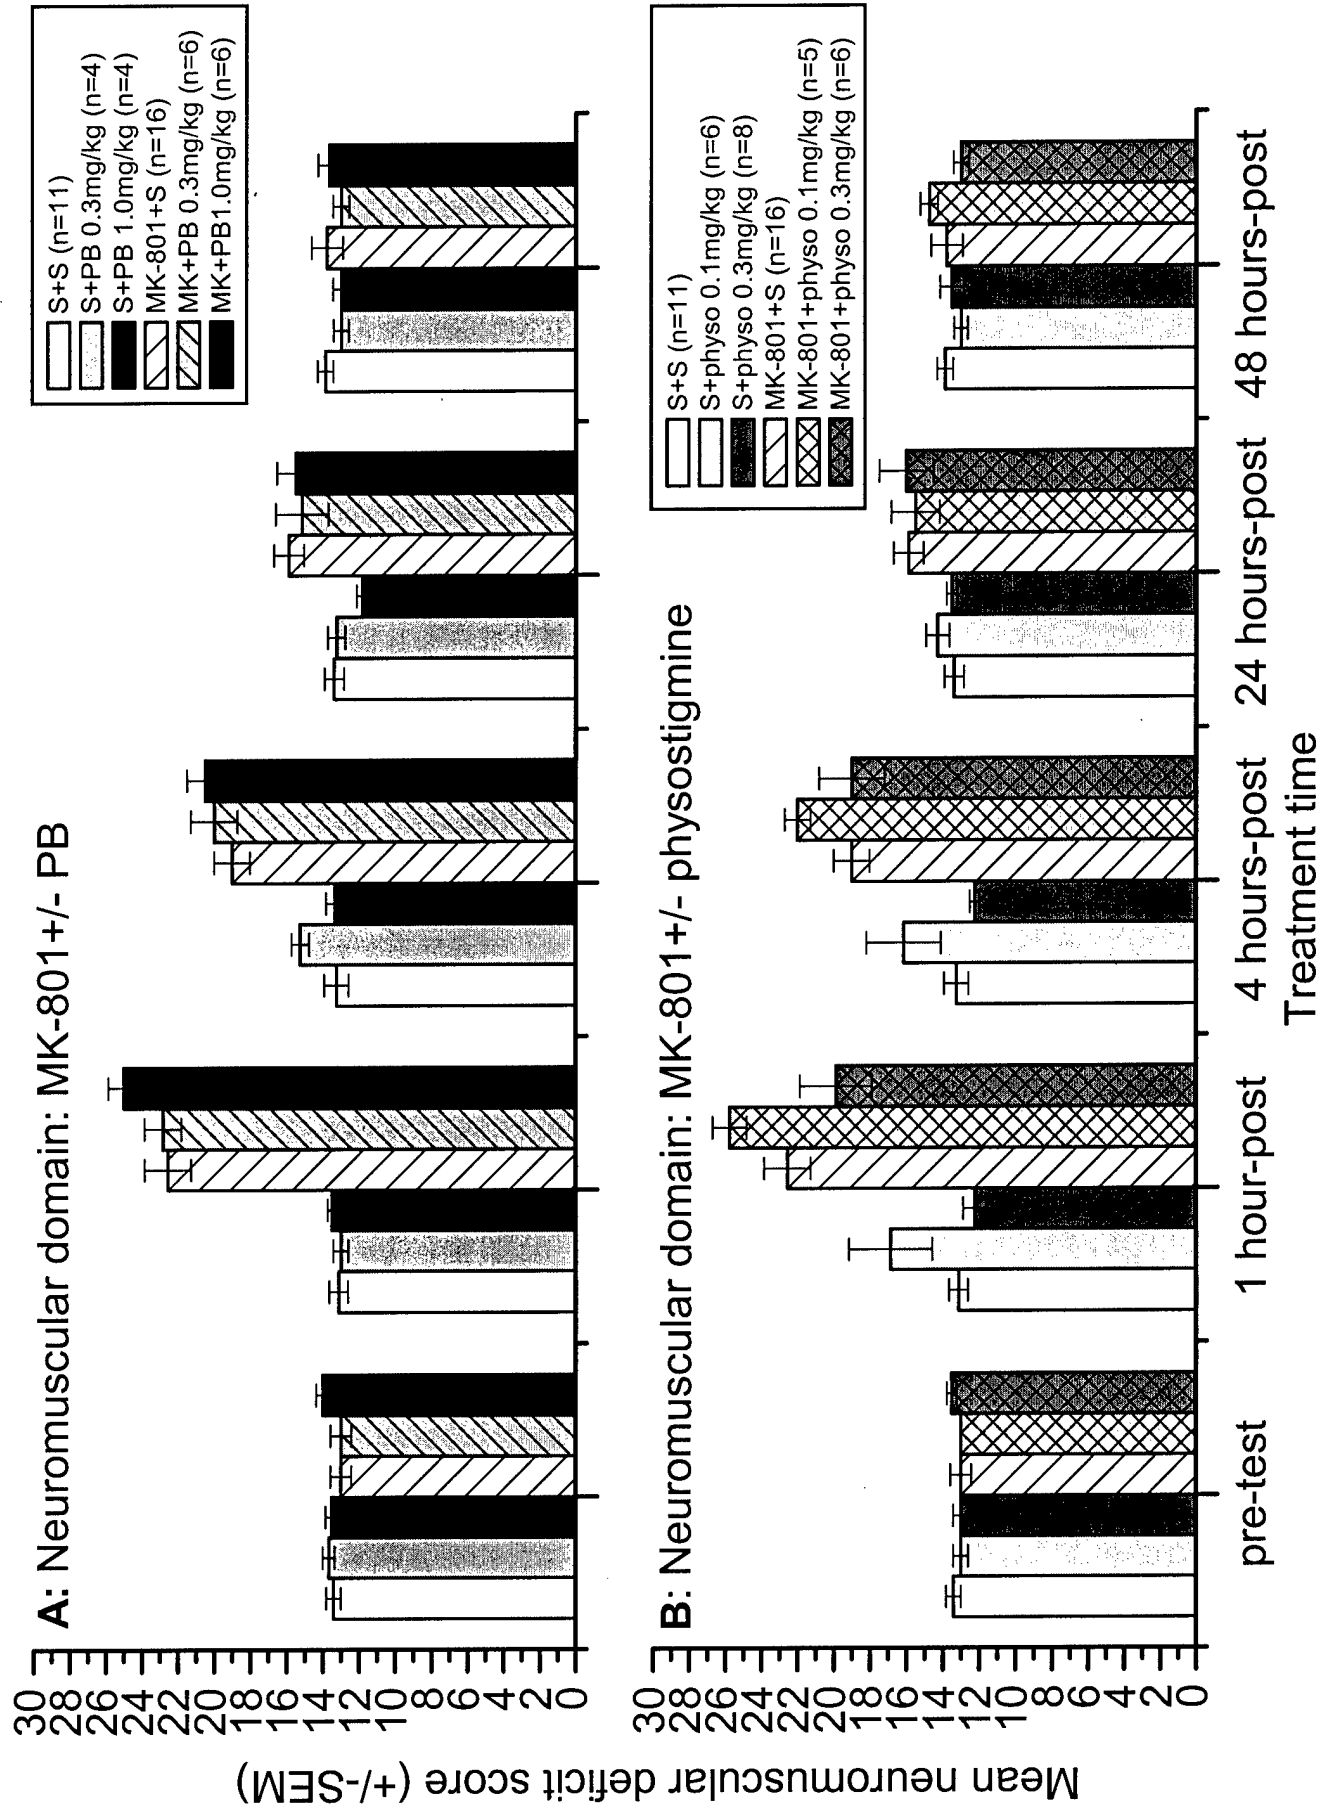 A: Neuromuscular domain: MK-801+/- PB
S+S (n=11)
S+PB 0.3mg/kg (n=4)
S+PB 1.0mg/kg (n=4)
MK-801+S (n=16)
MK+PB 0.3mg/kg (n=6)
MK+PB1.0mg/kg (n=6)
30
28
26
24
22
20
18
16
14
12
10
8
6
4
2
0
B: Neuromuscular domain: MK-801+/- physostigmine
S+S (n=11)
S+physo 0.1mg/kg (n=6)
S+physo 0.3mg/kg (n=8)
MK-801+S (n=16)
MK-801+physo 0.1mg/kg (n=5)
MK-801+physo 0.3mg/kg (n=6)
30
28
26
24
22
20
18
16
14
12
10
8
6
4
2
0
Mean neuromuscular deficit score (+/-SEM)
pre-test
1 hour-post
4 hours-post
24 hours-post
48 hours-post
Treatment time